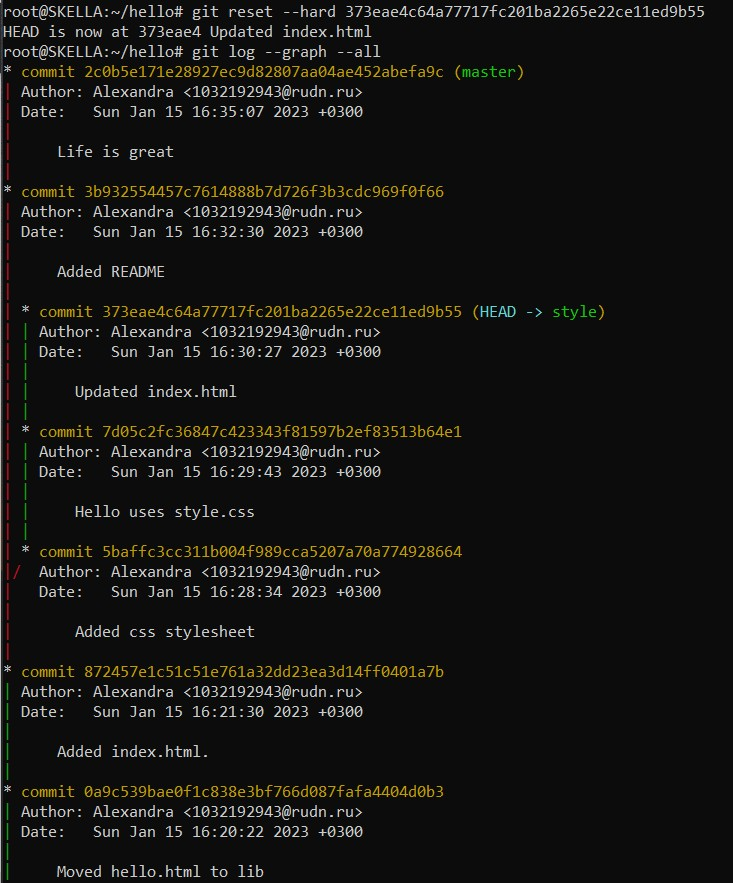 root@SKELLA:~/hello# git reset --hard 373eae4c64a77717fc201ba2265e22ce11ed9b55
HEAD is now at 373eae4 Updated index.html
root@SKELLA:~/hello# git log --graph --all
* commit 2c0b5e171e28927ec9d82807aa04ae452abefa9c (master)
| Author: Alexandra <1032192943@rudn.ru>
| Date:   Sun Jan 15 16:35:07 2023 +0300
|
|     Life is great
|
* commit 3b932554457c7614888b7d726f3b3cdc969f0f66
| Author: Alexandra <1032192943@rudn.ru>
| Date:   Sun Jan 15 16:32:30 2023 +0300
|
|     Added README
|
| * commit 373eae4c64a77717fc201ba2265e22ce11ed9b55 (HEAD -> style)
| | Author: Alexandra <1032192943@rudn.ru>
| | Date:   Sun Jan 15 16:30:27 2023 +0300
| |
| |     Updated index.html
| |
| * commit 7d05c2fc36847c423343f81597b2ef83513b64e1
| | Author: Alexandra <1032192943@rudn.ru>
| | Date:   Sun Jan 15 16:29:43 2023 +0300
| |
| |     Hello uses style.css
| |
| * commit 5baffc3cc311b004f989cca5207a70a774928664
|/  Author: Alexandra <1032192943@rudn.ru>
|   Date:   Sun Jan 15 16:28:34 2023 +0300
|
|       Added css stylesheet
|
* commit 872457e1c51c51e761a32dd23ea3d14ff0401a7b
| Author: Alexandra <1032192943@rudn.ru>
| Date:   Sun Jan 15 16:21:30 2023 +0300
|
|     Added index.html.
|
* commit 0a9c539bae0f1c838e3bf766d087fafa4404d0b3
| Author: Alexandra <1032192943@rudn.ru>
| Date:   Sun Jan 15 16:20:22 2023 +0300
|
|     Moved hello.html to lib